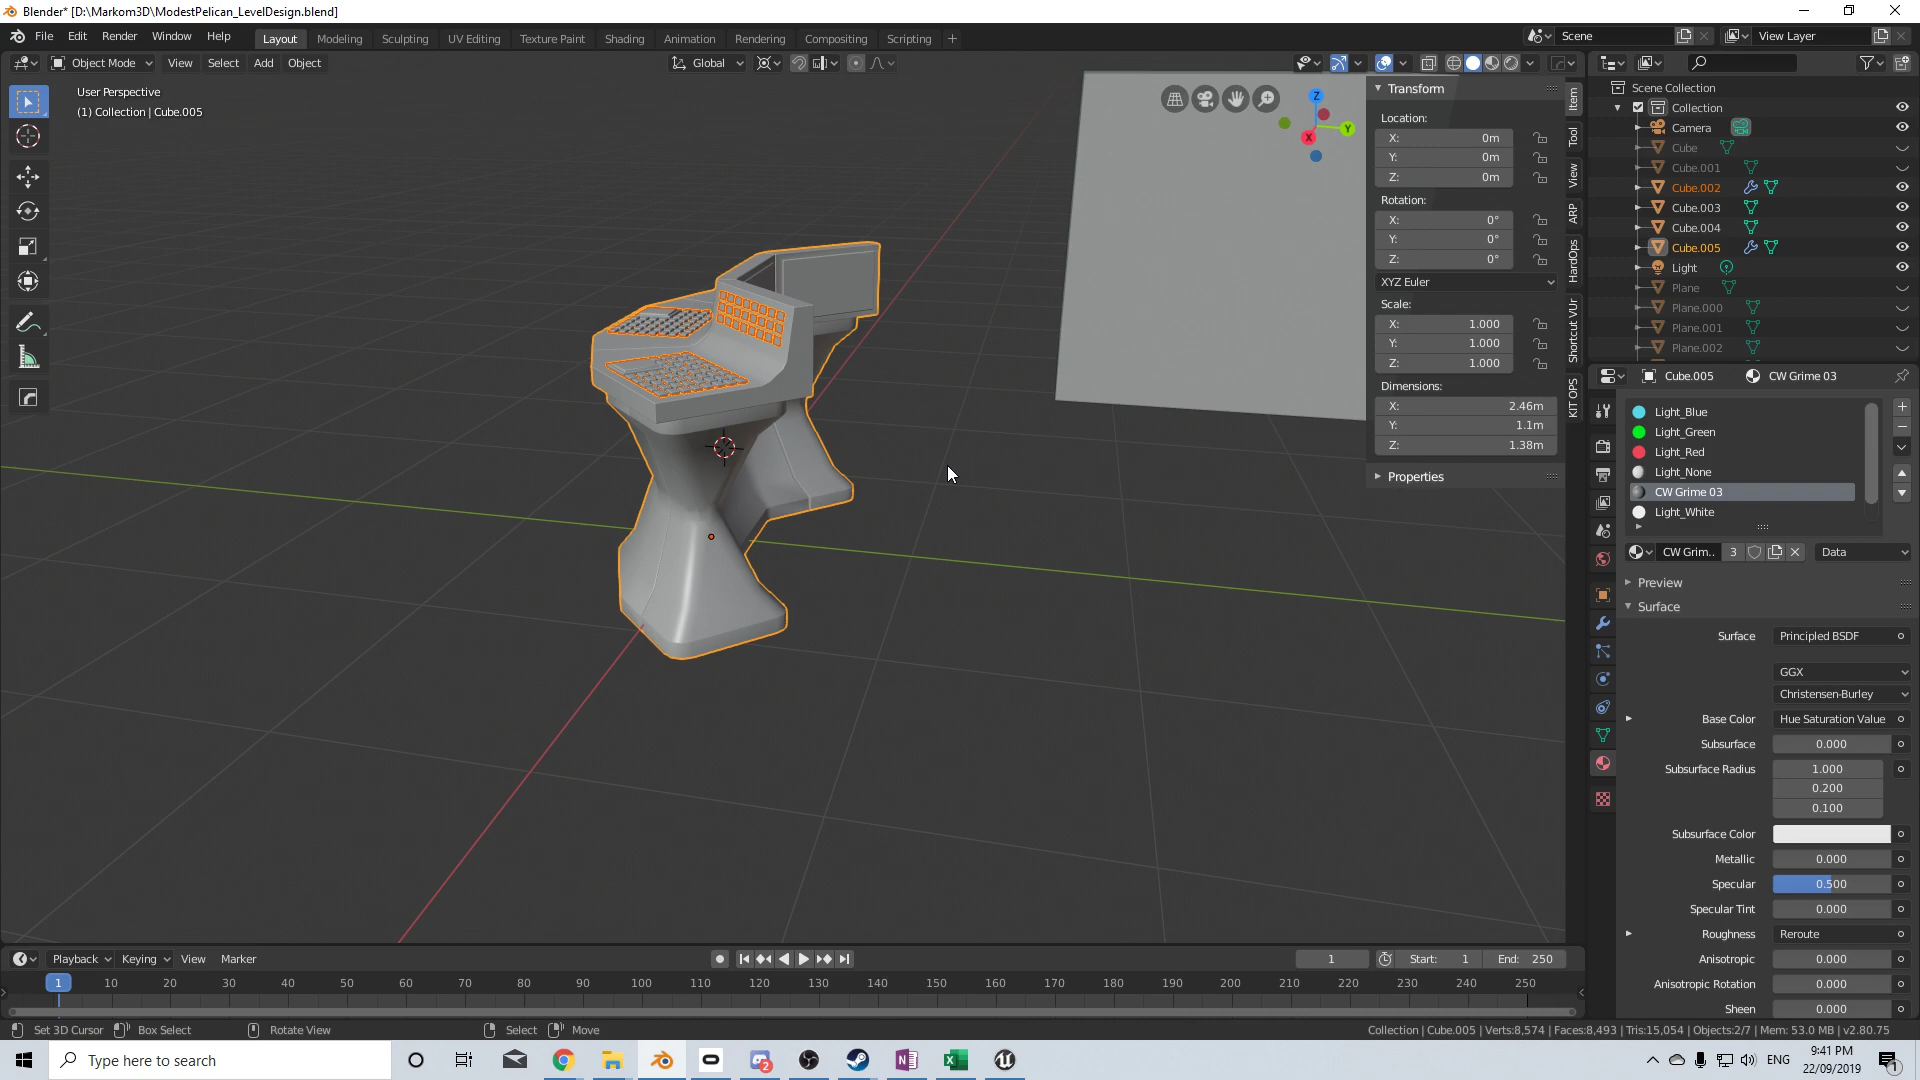 Blender* [D:\Markom3D\ModestPelican_LevelDesign.blend]
File Edit Render Window Help
Layout Modeling Sculpting UV Editing Texture Paint Shading Animation Rendering Compositing Scripting +
Scene
View Layer
Object Mode View Select Add Object
Global
User Perspective
(1) Collection | Cube.005
Z
Y
X
Transform
Location:
X: 0m
Y: 0m
Z: 0m
Rotation:
X: 0°
Y: 0°
Z: 0°
XYZ Euler
Scale:
X: 1.000
Y: 1.000
Z: 1.000
Dimensions:
X: 2.46m
Y: 1.1m
Z: 1.38m
Properties
Item
Tool
View
ARP
HardOps
Shortcut VUr
KIT OPS
Scene Collection
Collection
Camera
Cube
Cube.001
Cube.002
Cube.003
Cube.004
Cube.005
Light
Plane
Plane.000
Plane.001
Plane.002
Cube.005 CW Grime 03
Light_Blue
Light_Green
Light_Red
Light_None
CW Grime 03
Light_White
CW Grim.. 3 Data
Preview
Surface
Surface Principled BSDF
GGX
Christensen-Burley
Base Color Hue Saturation Value
Subsurface 0.000
Subsurface Radius 1.000
0.200
0.100
Subsurface Color
Metallic 0.000
Specular 0.500
Specular Tint 0.000
Roughness Reroute
Anisotropic 0.000
Anisotropic Rotation 0.000
Sheen 0.000
Playback Keying View Marker
1 Start: 1 End: 250
1 10 20 30 40 50 60 70 80 90 100 110 120 130 140 150 160 170 180 190 200 210 220 230 240 250
Set 3D Cursor Box Select Rotate View Select Move
Collection | Cube.005 | Verts:8,574 | Faces:8,493 | Tris:15,054 | Objects:2/7 | Mem: 53.0 MB | v2.80.75
Type here to search
2
ENG
9:41 PM
22/09/2019
1